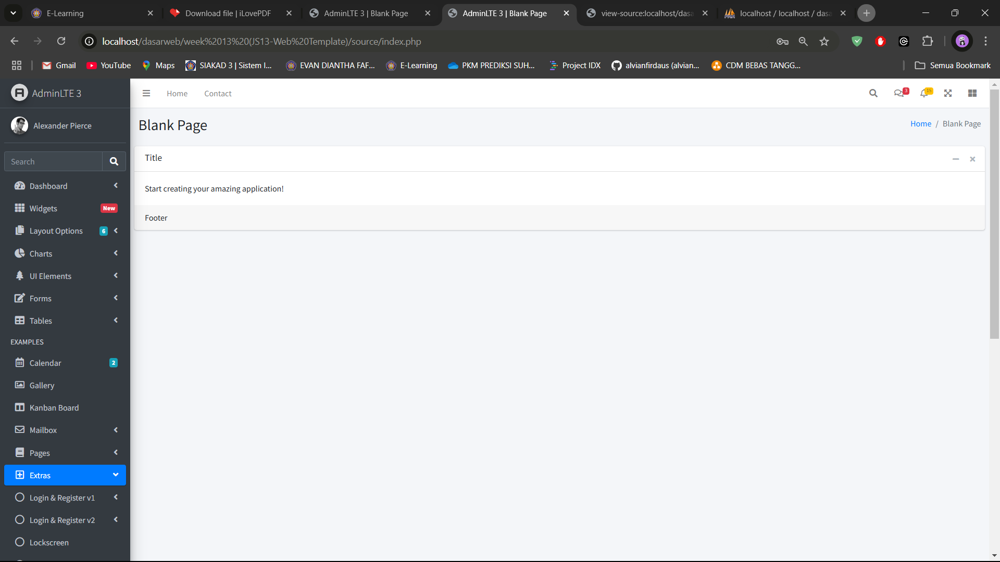 E-Learning
Download file | iLovePDF
AdminLTE 3 | Blank Page
AdminLTE 3 | Blank Page
view-source:localhost/dasa
localhost / localhost / dasa
localhost/dasarweb/week%2013%20(JS13-Web%20Template)/source/index.php
Gmail
YouTube
Maps
SIAKAD 3 | Sistem I...
EVAN DIANTHA FAF...
E-Learning
PKM PREDIKSI SUH...
Project IDX
alvianfirdaus (alvian...
CDM BEBAS TANGG...
Semua Bookmark
AdminLTE 3
Home
Contact
3
15
Alexander Pierce
Blank Page
Home / Blank Page
Search
Title
Start creating your amazing application!
Footer
Dashboard
Widgets
New
Layout Options
6
Charts
UI Elements
Forms
Tables
EXAMPLES
Calendar
2
Gallery
Kanban Board
Mailbox
Pages
Extras
Login & Register v1
Login & Register v2
Lockscreen